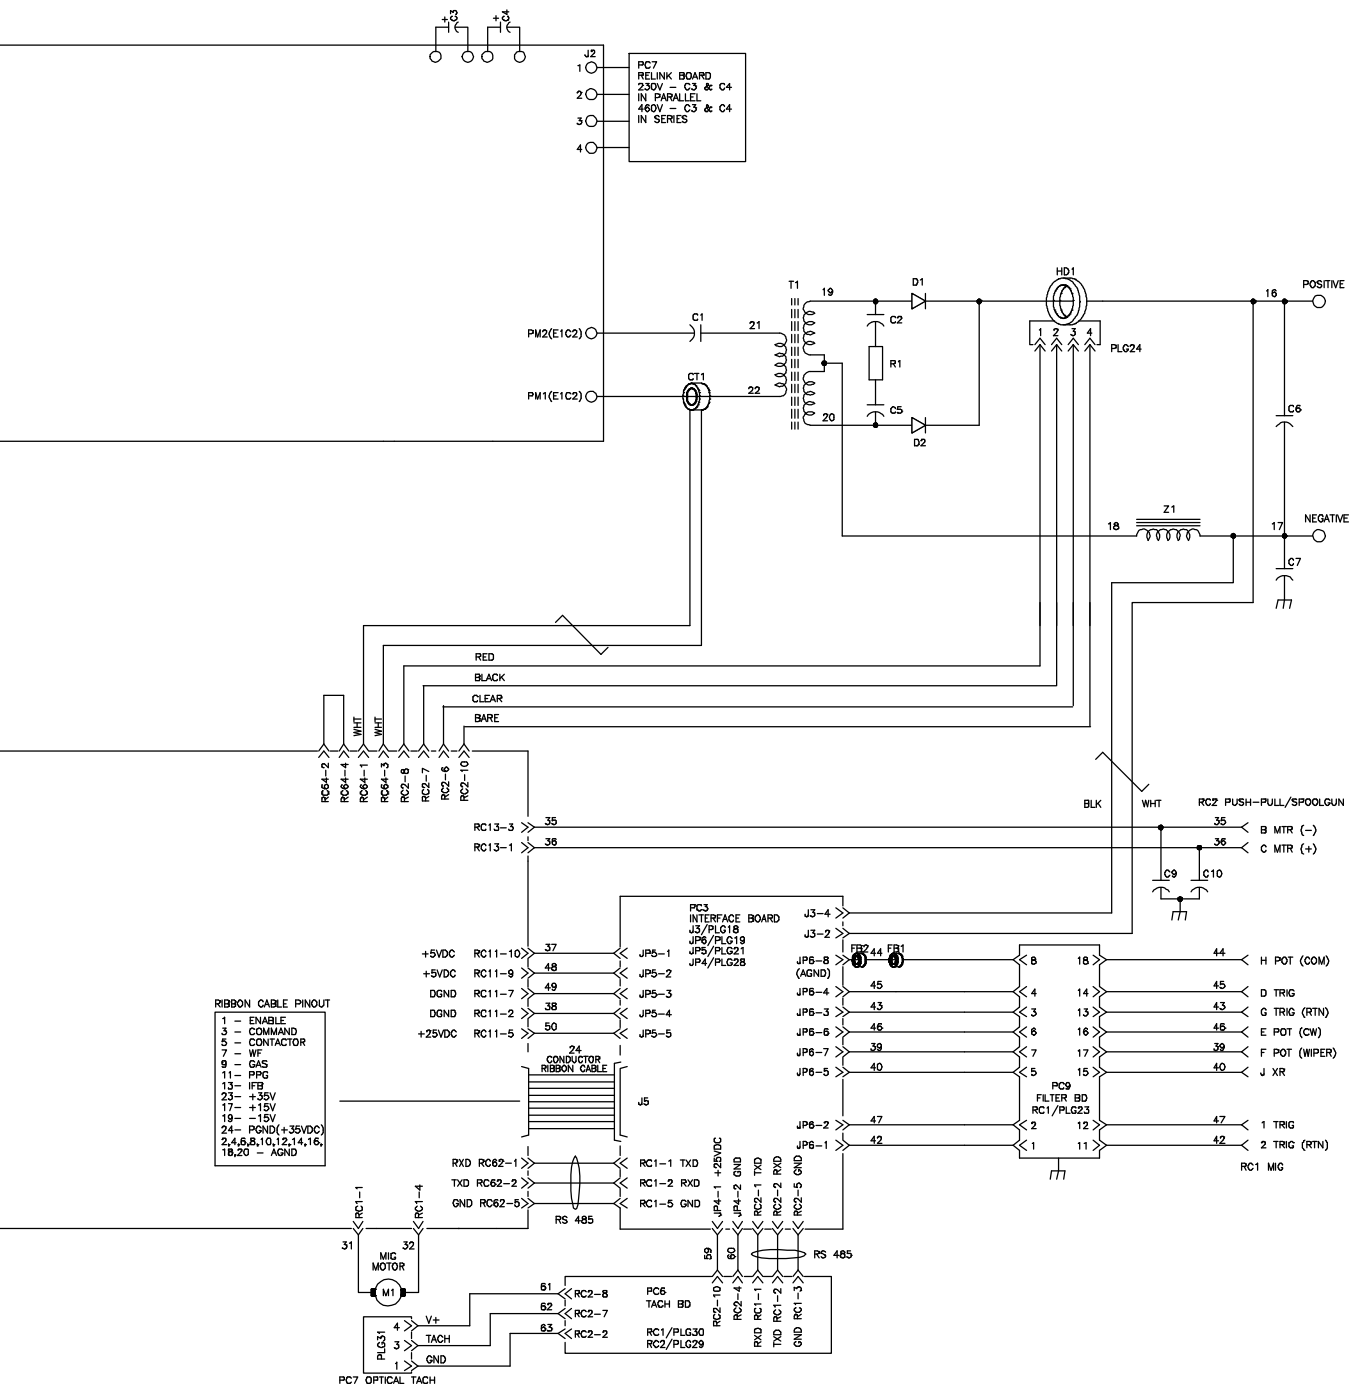 + C3
+ C4
J2
1
2
3
4
PC7
RELINK BOARD
230V - C3 & C4
IN PARALLEL
460V - C3 & C4
IN SERIES
HD1
T1
19
D1
16
POSITIVE
C2
PM2(E1C2)
C1
21
1 2 3 4
PLG24
R1
CT1
PM1(E1C2)
22
C5
C6
20
D2
Z1
18
17
NEGATIVE
C7
RED
BLACK
CLEAR
BARE
WHT
WHT
RC64-2
RC64-4
RC64-1
RC64-3
RC2-8
RC2-7
RC2-6
RC2-10
BLK
WHT
RC2 PUSH-PULL/SPOOLGUN
RC13-3 35
35 B MTR (-)
RC13-1 36
36 C MTR (+)
C9
C10
PC3
INTERFACE BOARD
J3/PLG18
JP6/PLG19
JP5/PLG21
JP4/PLG28
J3-4
J3-2
+5VDC RC11-10 37 JP5-1
+5VDC RC11-9 48 JP5-2
DGND RC11-7 49 JP5-3
DGND RC11-2 38 JP5-4
+25VDC RC11-5 50 JP5-5
FB2 44 FB1
JP6-8
(AGND)
8 18 44 H POT (COM)
JP6-4 45 4 14 45 D TRIG
JP6-3 43 3 13 43 G TRIG (RTN)
JP6-6 46 6 16 46 E POT (CW)
JP6-7 39 7 17 39 F POT (WIPER)
JP6-5 40 5 15 40 J XR
PC9
FILTER BD
RC1/PLG23
JP6-2 47 2 12 47 1 TRIG
JP6-1 42 1 11 42 2 TRIG (RTN)
RC1 MIG
24
CONDUCTOR
RIBBON CABLE
J5
RIBBON CABLE PINOUT
1 - ENABLE
3 - COMMAND
5 - CONTACTOR
7 - WF
9 - GAS
11- PPG
13- IFB
23- +35V
17- +15V
19- -15V
24- PGND(+35VDC)
2,4,6,8,10,12,14,16,
18,20 - AGND
RXD RC62-1 RC1-1 TXD
TXD RC62-2 RC1-2 RXD
GND RC62-5 RC1-5 GND
RS 485
JP4-1 +25VDC
JP4-2 GND
RC2-1 TXD
RC2-2 RXD
RC2-5 GND
RC1-1
RC1-4
31
32
MIG
MOTOR
M1
59
60
RS 485
RC2-10
RC2-4
RXD RC1-1
TXD RC1-2
GND RC1-3
61 RC2-8
62 RC2-7
63 RC2-2
PC6
TACH BD
RC1/PLG30
RC2/PLG29
PLG31
4 V+
3 TACH
1 GND
PC7 OPTICAL TACH